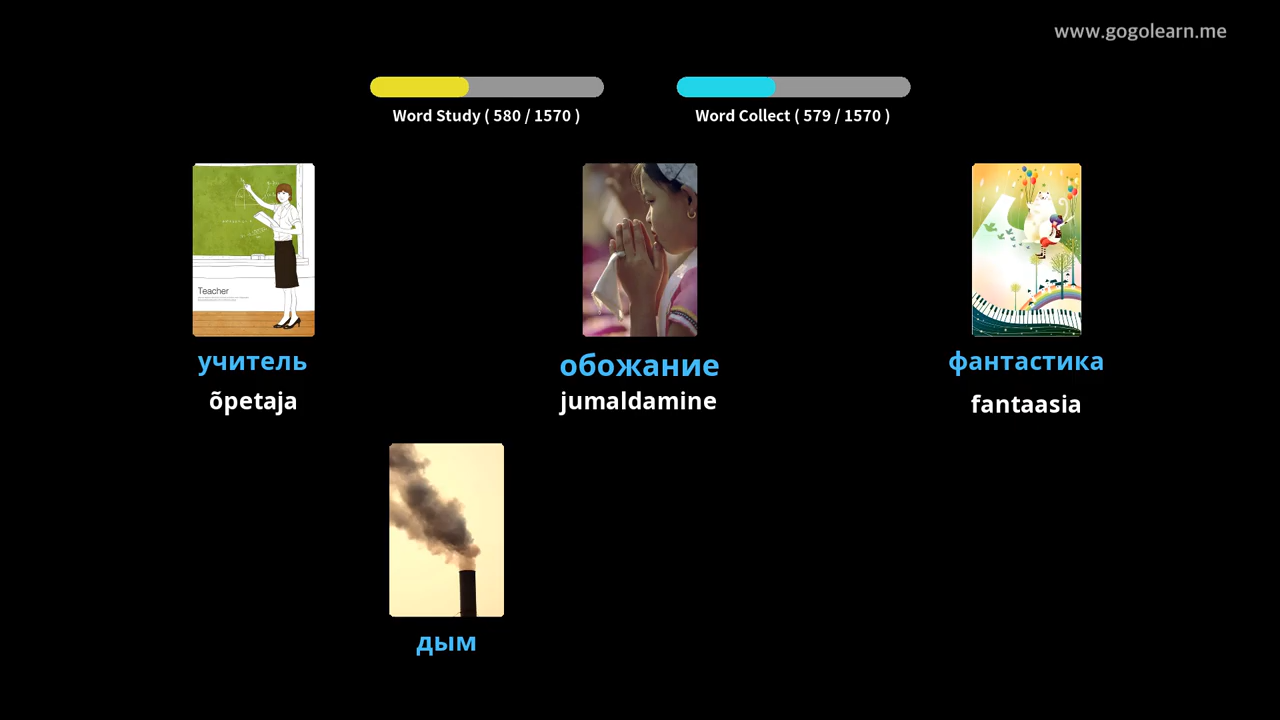 www.gogolearn.me
Word Study ( 580 / 1570 )
Word Collect ( 579 / 1570 )
Teacher
учитель
обожание
фантастика
õpetaja
jumaldamine
fantaasia
дым